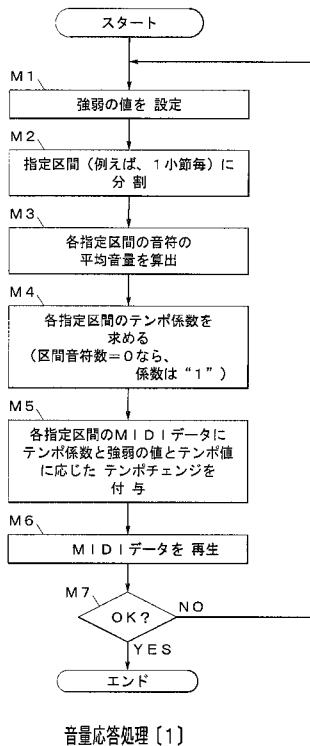 スタート
M1
強弱の値を 設定
M2
指定区間（例えば、1小節毎）に
分 割
M3
各指定区間の音符の
平均音量を算出
M4
各指定区間のテンポ係数を
求める
（区間音符数＝0なら、
係数は“1”）
M5
各指定区間のMIDIデータに
テンポ係数と強弱の値とテンポ値
に応じた テンポチェンジを
付 与
M6
MIDIデータを 再生
M7
OK?
NO
YES
エンド
音量応答処理〔1〕